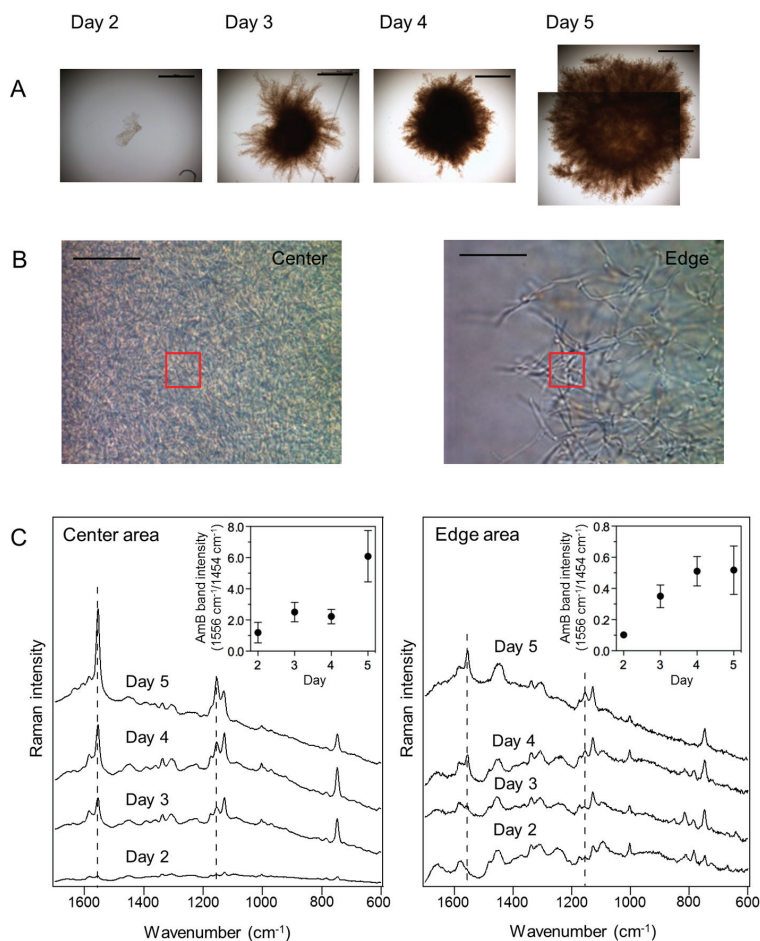 Day 2 Day 3 Day 4 Day 5
A
B
Center
Edge
C
Center area
AmB band intensity
(1556 cm⁻¹/1454 cm⁻¹)
8.0
6.0
4.0
2.0
0
2 3 4 5
Day
Day 5
Day 4
Day 3
Day 2
Raman intensity
1600 1400 1200 1000 800 600
Wavenumber (cm⁻¹)
Edge area
AmB band intensity
(1556 cm⁻¹/1454 cm⁻¹)
0.8
0.6
0.4
0.2
0
2 3 4 5
Day
Day 5
Day 4
Day 3
Day 2
Raman intensity
1600 1400 1200 1000 800 600
Wavenumber (cm⁻¹)